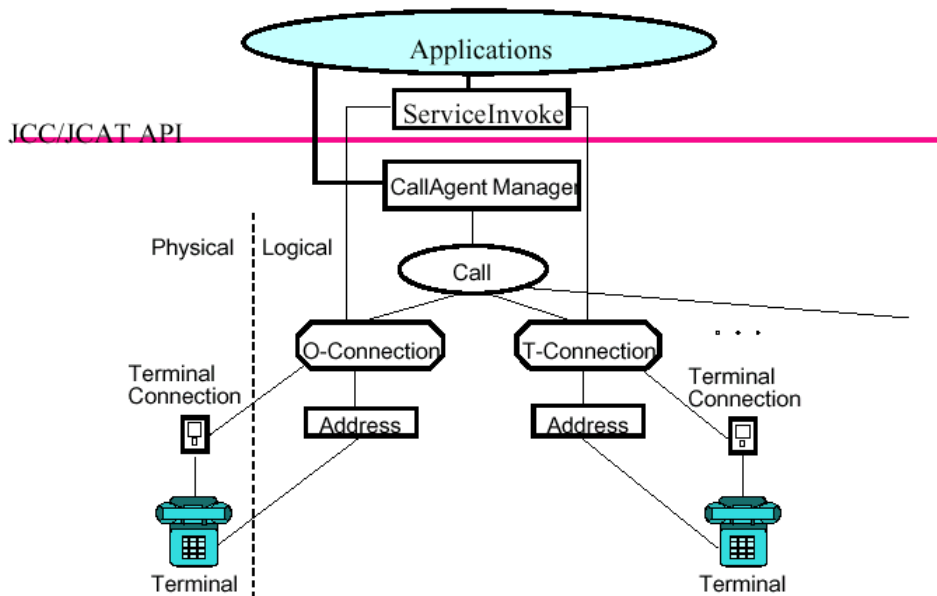 Applications
ServiceInvoke
JCC/JCAT API
CallAgent Manager
Physical
Logical
Call
O-Connection
T-Connection
Terminal
Connection
Terminal
Connection
Address
Address
Terminal
Terminal